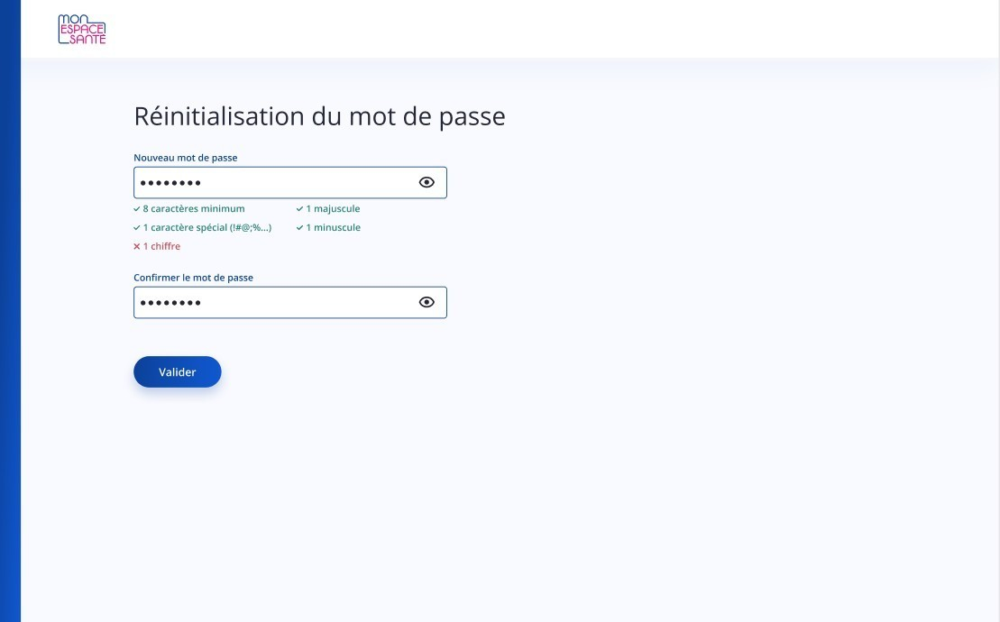 mon
ESPACE
SANTÉ
Réinitialisation du mot de passe
Nouveau mot de passe
••••••••
8 caractères minimum
1 majuscule
1 caractère spécial (!#@;%...)
1 minuscule
1 chiffre
Confirmer le mot de passe
••••••••
Valider